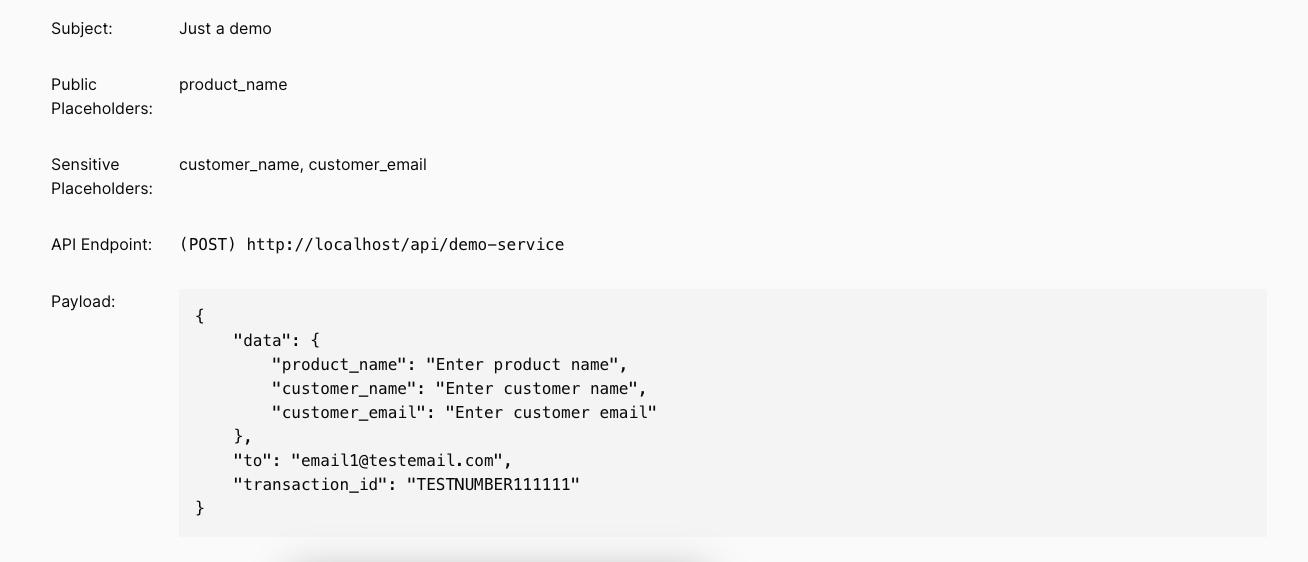 Subject: Just a demo
Public Placeholders: product_name
Sensitive Placeholders: customer_name, customer_email
API Endpoint: (POST) http://localhost/api/demo-service
Payload:
{
    "data": {
        "product_name": "Enter product name",
        "customer_name": "Enter customer name",
        "customer_email": "Enter customer email"
    },
    "to": "email1@testemail.com",
    "transaction_id": "TESTNUMBER111111"
}